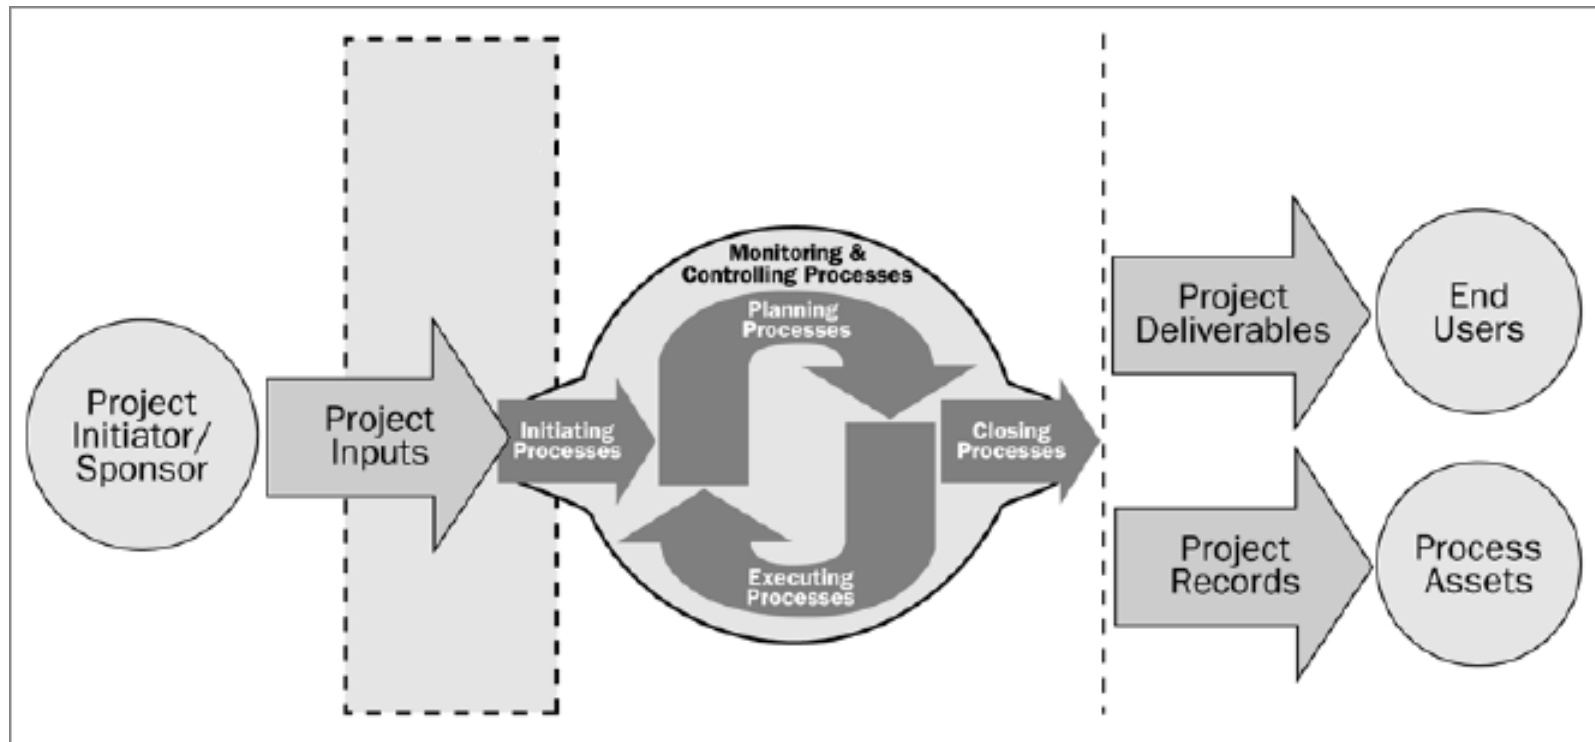 Project
Initiator/
Sponsor
Project
Inputs
Initiating
Processes
Monitoring &
Controlling Processes
Planning
Processes
Executing
Processes
Closing
Processes
Project
Deliverables
End
Users
Project
Records
Process
Assets